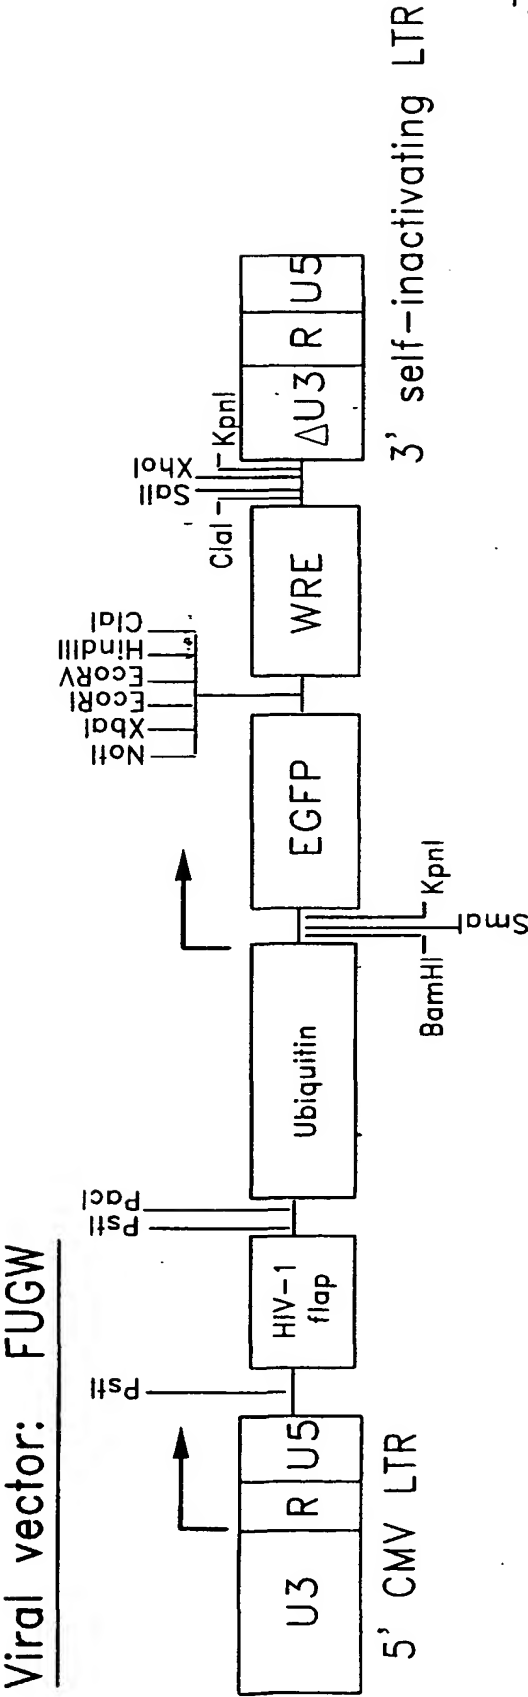 Viral vector: FUGW
U3
R
U5
5' CMV LTR
PstI
HIV-1
flap
PstI
PacI
Ubiquitin
BamHI
SmaI
KpnI
EGFP
NotI
XbaI
EcoRI
EcoRV
HindIII
ClaI
WRE
ClaI
SalI
XhoI
KpnI
ΔU3
R
U5
3' self-inactivating LTR